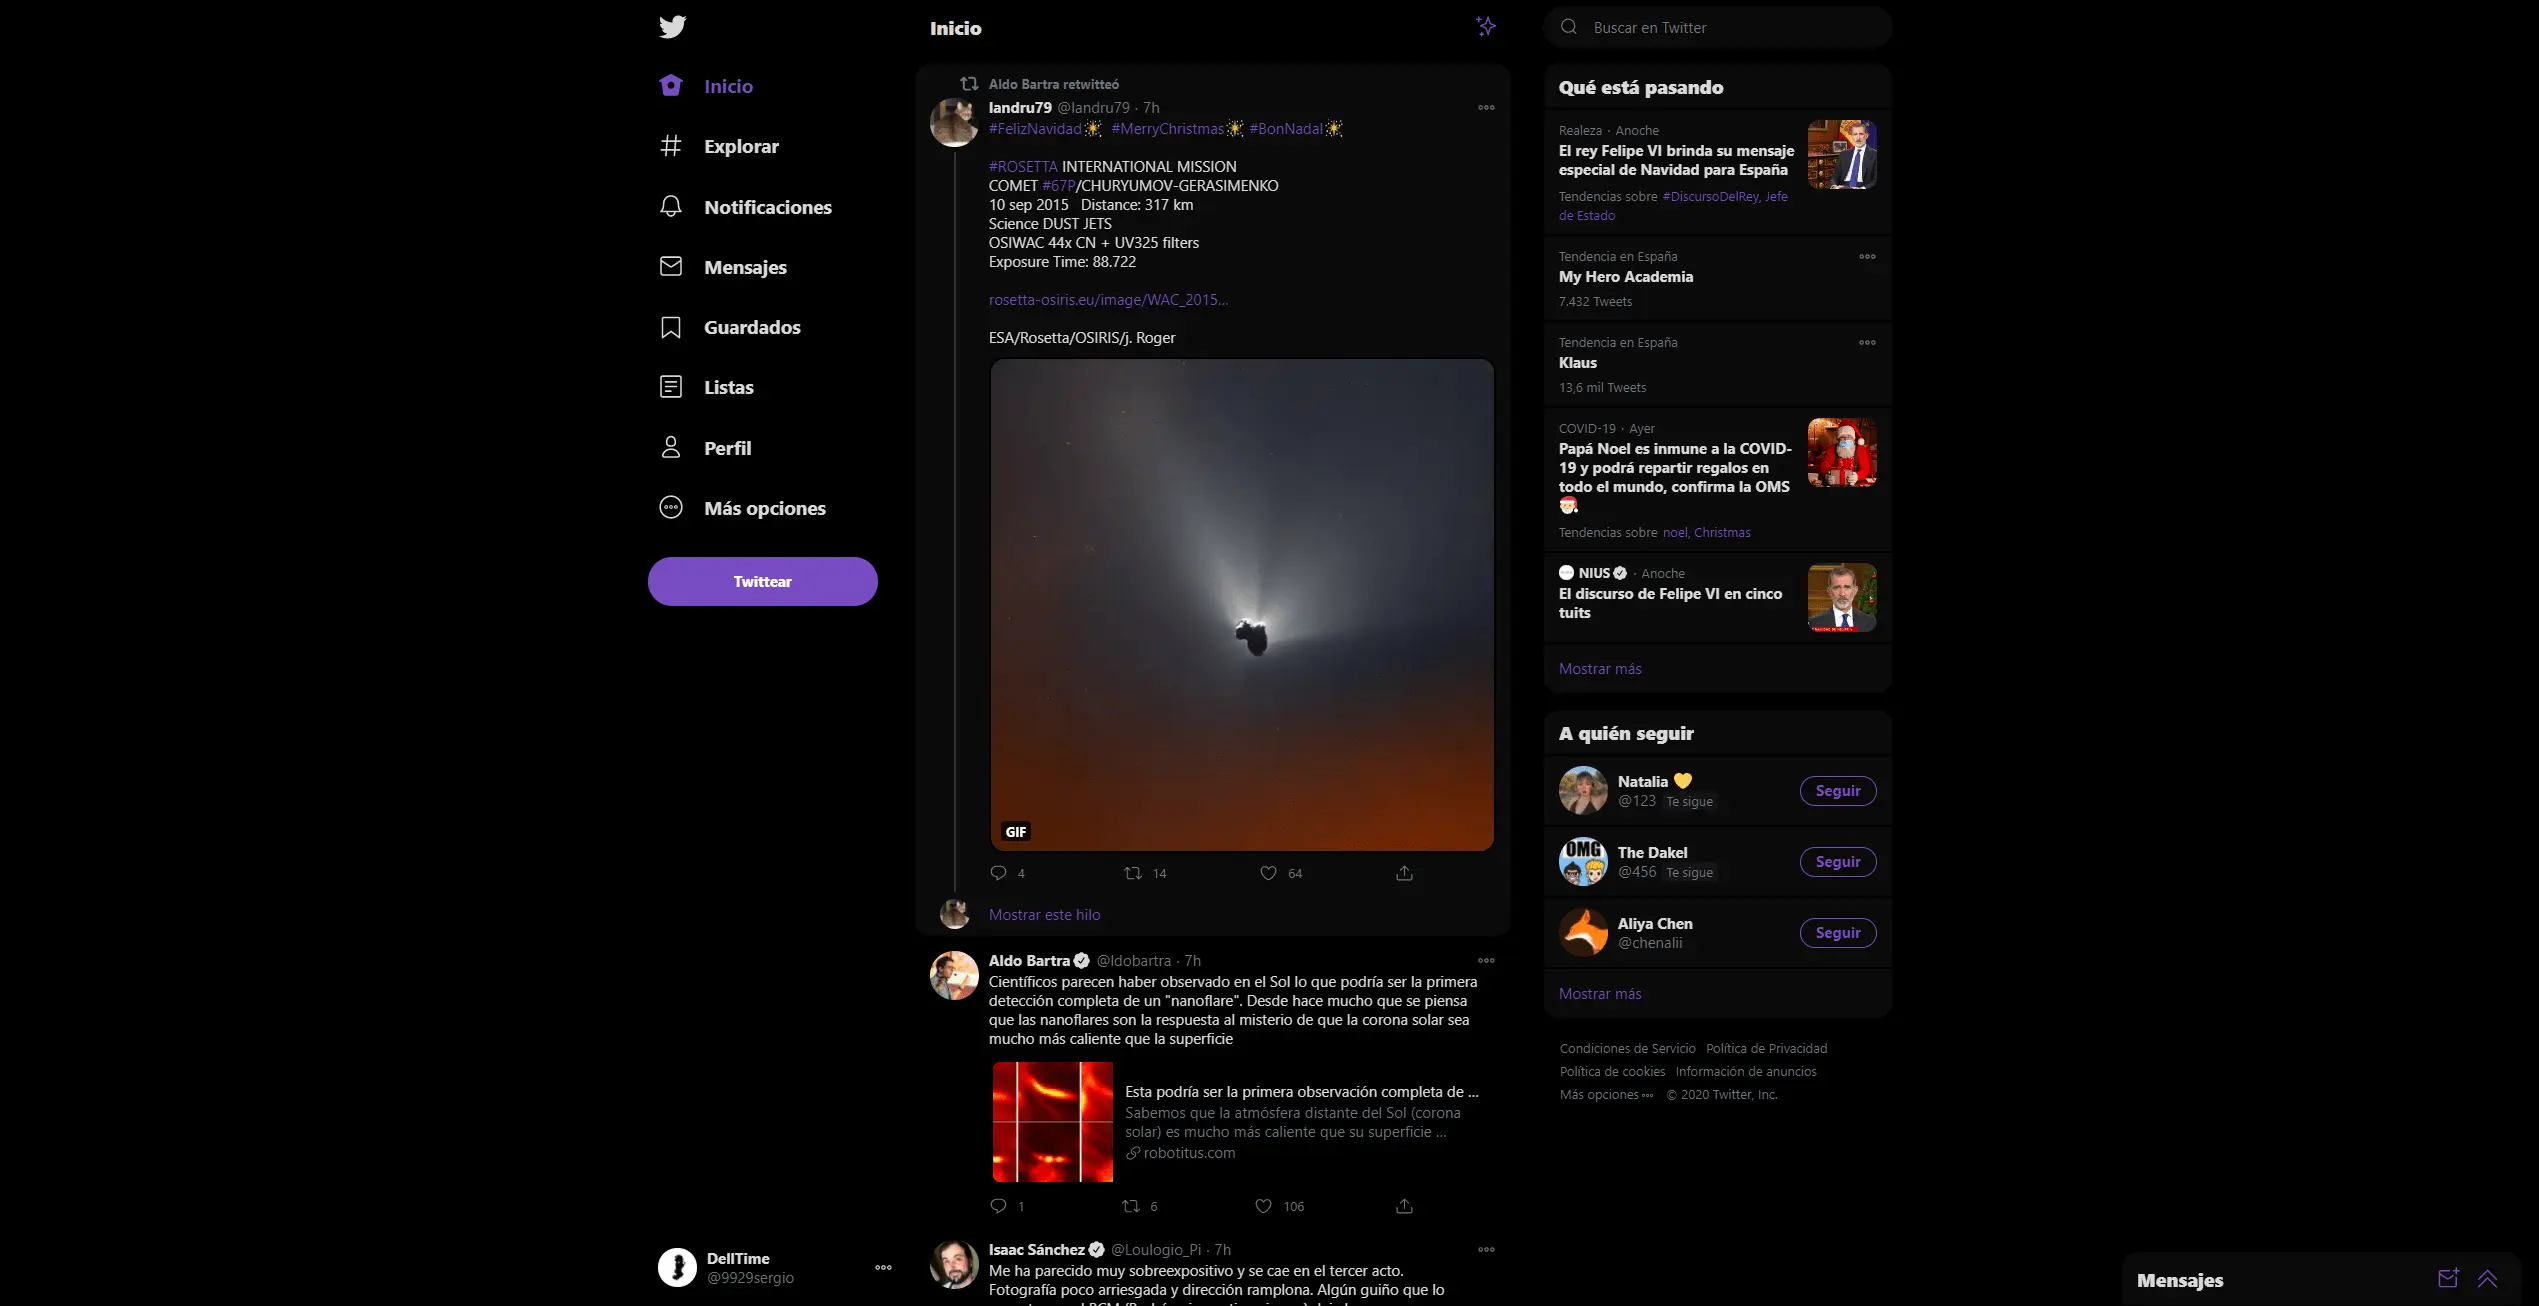 Inicio
Explorar
Notificaciones
Mensajes
Guardados
Listas
Perfil
Más opciones
Twittear
DellTime
@9929sergio
Inicio
Aldo Bartra retwitteó
landru79 @landru79 · 7h
#FelizNavidad #MerryChristmas #BonNadal
#ROSETTA INTERNATIONAL MISSION
COMET #67P/CHURYUMOV-GERASIMENKO
10 sep 2015 Distance: 317 km
Science DUST JETS
OSIWAC 44x CN + UV325 filters
Exposure Time: 88.722
rosetta-osiris.eu/image/WAC_2015...
ESA/Rosetta/OSIRIS/j. Roger
GIF
4 14 64
Mostrar este hilo
Aldo Bartra @ldobartra · 7h
Científicos parecen haber observado en el Sol lo que podría ser la primera
detección completa de un "nanoflare". Desde hace mucho que se piensa
que las nanoflares son la respuesta al misterio de que la corona solar sea
mucho más caliente que la superficie
Esta podría ser la primera observación completa de ...
Sabemos que la atmósfera distante del Sol (corona
solar) es mucho más caliente que su superficie ...
robotitus.com
1 6 106
Isaac Sánchez @Loulogio_Pi · 7h
Me ha parecido muy sobreexpositivo y se cae en el tercer acto.
Fotografía poco arriesgada y dirección ramplona. Algún guiño que lo
Buscar en Twitter
Qué está pasando
Realeza · Anoche
El rey Felipe VI brinda su mensaje
especial de Navidad para España
Tendencias sobre #DiscursoDelRey, Jefe
de Estado
Tendencia en España
My Hero Academia
7.432 Tweets
Tendencia en España
Klaus
13,6 mil Tweets
COVID-19 · Ayer
Papá Noel es inmune a la COVID-
19 y podrá repartir regalos en
todo el mundo, confirma la OMS
Tendencias sobre noel, Christmas
NIUS · Anoche
El discurso de Felipe VI en cinco
tuits
Mostrar más
A quién seguir
Natalia
@123 Te sigue
Seguir
OMG
The Dakel
@456 Te sigue
Seguir
Aliya Chen
@chenalii
Seguir
Mostrar más
Condiciones de Servicio Política de Privacidad
Política de cookies Información de anuncios
Más opciones © 2020 Twitter, Inc.
Mensajes